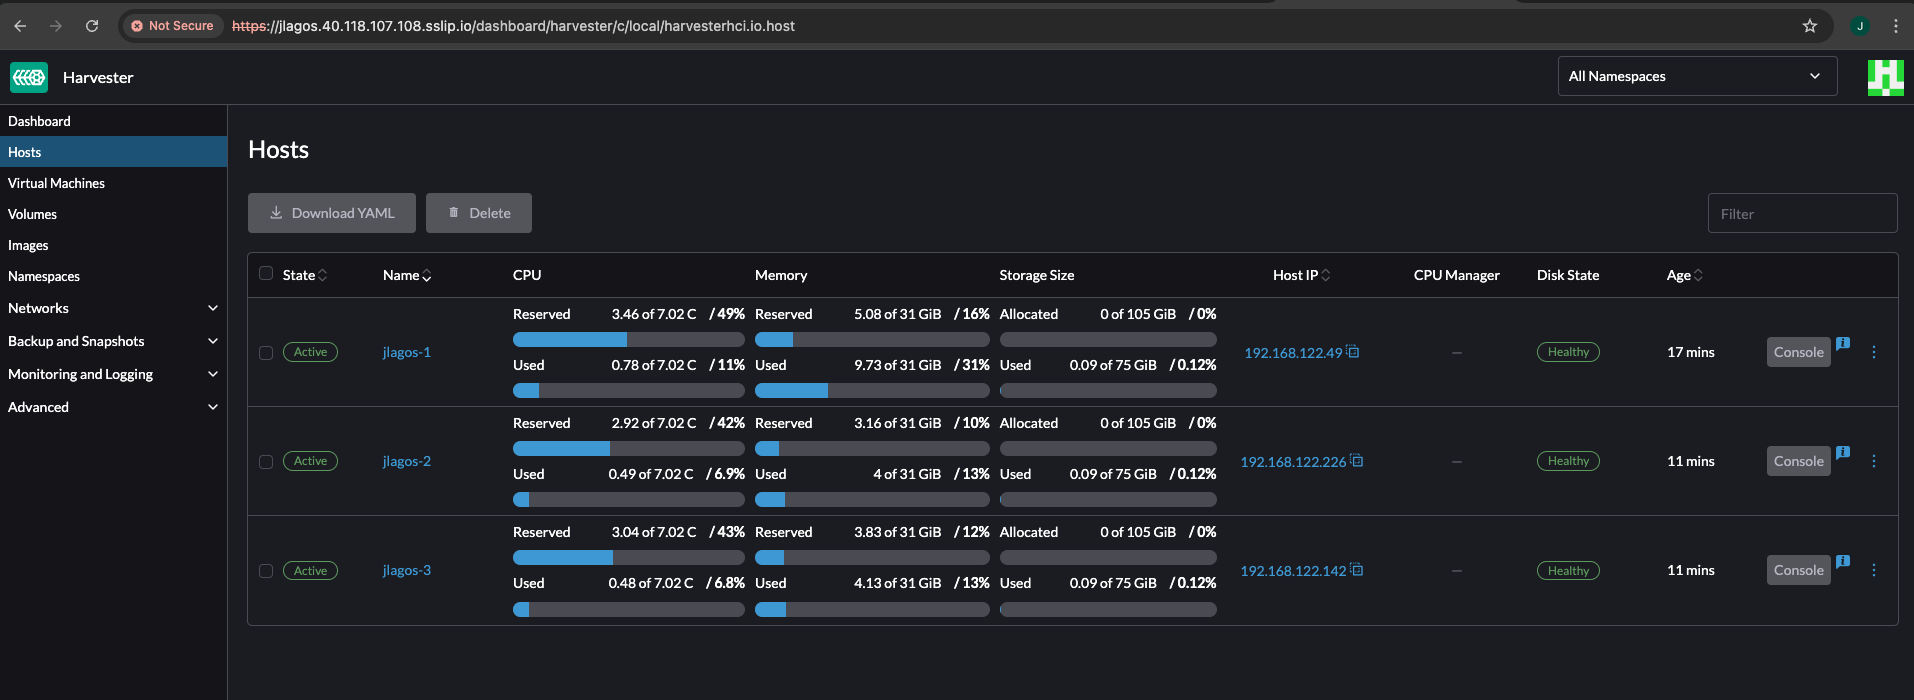 Not Secure https://jlagos.40.118.107.108.sslip.io/dashboard/harvester/c/local/harvesterhci.io.host J
Harvester All Namespaces
Dashboard
Hosts
Virtual Machines
Volumes
Images
Namespaces
Networks
Backup and Snapshots
Monitoring and Logging
Advanced
Hosts
Download YAML Delete Filter
State Name CPU Memory Storage Size Host IP CPU Manager Disk State Age
Reserved 3.46 of 7.02 C / 49% Reserved 5.08 of 31 GiB / 16% Allocated 0 of 105 GiB / 0%
Active jlagos-1 192.168.122.49 — Healthy 17 mins Console
Used 0.78 of 7.02 C / 11% Used 9.73 of 31 GiB / 31% Used 0.09 of 75 GiB / 0.12%
Reserved 2.92 of 7.02 C / 42% Reserved 3.16 of 31 GiB / 10% Allocated 0 of 105 GiB / 0%
Active jlagos-2 192.168.122.226 — Healthy 11 mins Console
Used 0.49 of 7.02 C / 6.9% Used 4 of 31 GiB / 13% Used 0.09 of 75 GiB / 0.12%
Reserved 3.04 of 7.02 C / 43% Reserved 3.83 of 31 GiB / 12% Allocated 0 of 105 GiB / 0%
Active jlagos-3 192.168.122.142 — Healthy 11 mins Console
Used 0.48 of 7.02 C / 6.8% Used 4.13 of 31 GiB / 13% Used 0.09 of 75 GiB / 0.12%